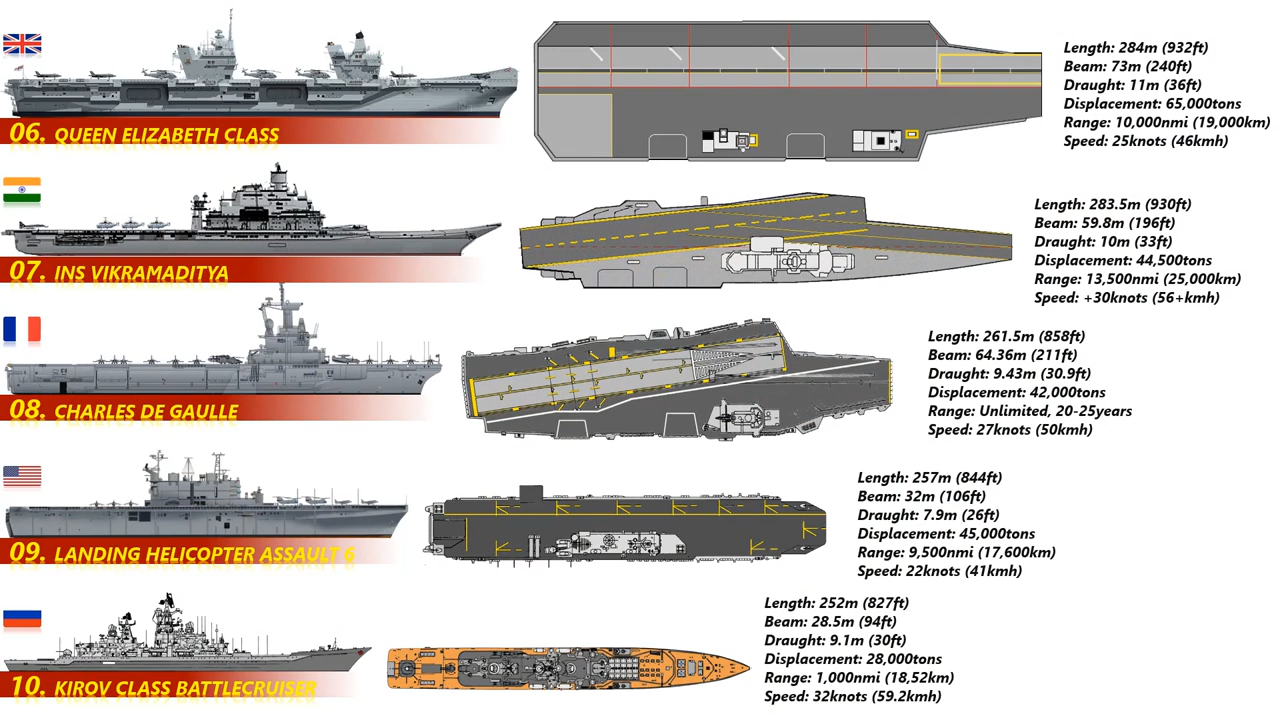 Length: 284m (932ft)
Beam: 73m (240ft)
Draught: 11m (36ft)
Displacement: 65,000tons
Range: 10,000nmi (19,000km)
Speed: 25knots (46kmh)
06. QUEEN ELIZABETH CLASS
Length: 283.5m (930ft)
Beam: 59.8m (196ft)
Draught: 10m (33ft)
Displacement: 44,500tons
Range: 13,500nmi (25,000km)
Speed: +30knots (56+kmh)
07. INS VIKRAMADITYA
Length: 261.5m (858ft)
Beam: 64.36m (211ft)
Draught: 9.43m (30.9ft)
Displacement: 42,000tons
Range: Unlimited, 20-25years
Speed: 27knots (50kmh)
08. CHARLES DE GAULLE
Length: 257m (844ft)
Beam: 32m (106ft)
Draught: 7.9m (26ft)
Displacement: 45,000tons
Range: 9,500nmi (17,600km)
Speed: 22knots (41kmh)
09. LANDING HELICOPTER ASSAULT 6
Length: 252m (827ft)
Beam: 28.5m (94ft)
Draught: 9.1m (30ft)
Displacement: 28,000tons
Range: 1,000nmi (18,52km)
Speed: 32knots (59.2kmh)
10. KIROV CLASS BATTLECRUISER